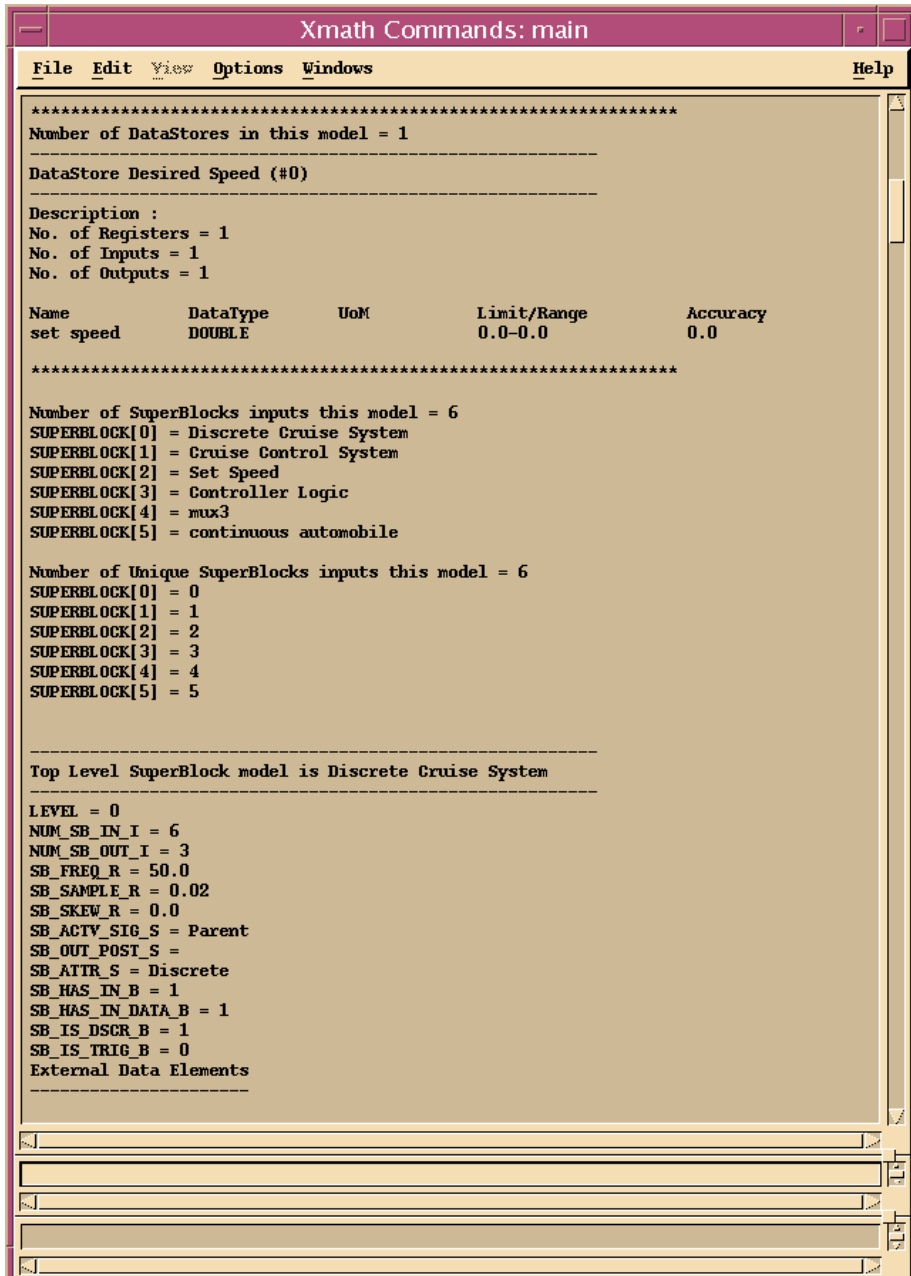 Xmath Commands: main
File Edit View Options Windows Help
*****************************************************************
Number of DataStores in this model = 1
---------------------------------------------------------
DataStore Desired Speed (#0)
---------------------------------------------------------
Description :
No. of Registers = 1
No. of Inputs = 1
No. of Outputs = 1
Name DataType UoM Limit/Range Accuracy
set speed DOUBLE 0.0-0.0 0.0
*****************************************************************
Number of SuperBlocks inputs this model = 6
SUPERBLOCK[0] = Discrete Cruise System
SUPERBLOCK[1] = Cruise Control System
SUPERBLOCK[2] = Set Speed
SUPERBLOCK[3] = Controller Logic
SUPERBLOCK[4] = mux3
SUPERBLOCK[5] = continuous automobile
Number of Unique SuperBlocks inputs this model = 6
SUPERBLOCK[0] = 0
SUPERBLOCK[1] = 1
SUPERBLOCK[2] = 2
SUPERBLOCK[3] = 3
SUPERBLOCK[4] = 4
SUPERBLOCK[5] = 5
---------------------------------------------------------
Top Level SuperBlock model is Discrete Cruise System
---------------------------------------------------------
LEVEL = 0
NUM_SB_IN_I = 6
NUM_SB_OUT_I = 3
SB_FREQ_R = 50.0
SB_SAMPLE_R = 0.02
SB_SKEW_R = 0.0
SB_ACTV_SIG_S = Parent
SB_OUT_POST_S =
SB_ATTR_S = Discrete
SB_HAS_IN_B = 1
SB_HAS_IN_DATA_B = 1
SB_IS_DSCR_B = 1
SB_IS_TRIG_B = 0
External Data Elements
----------------------